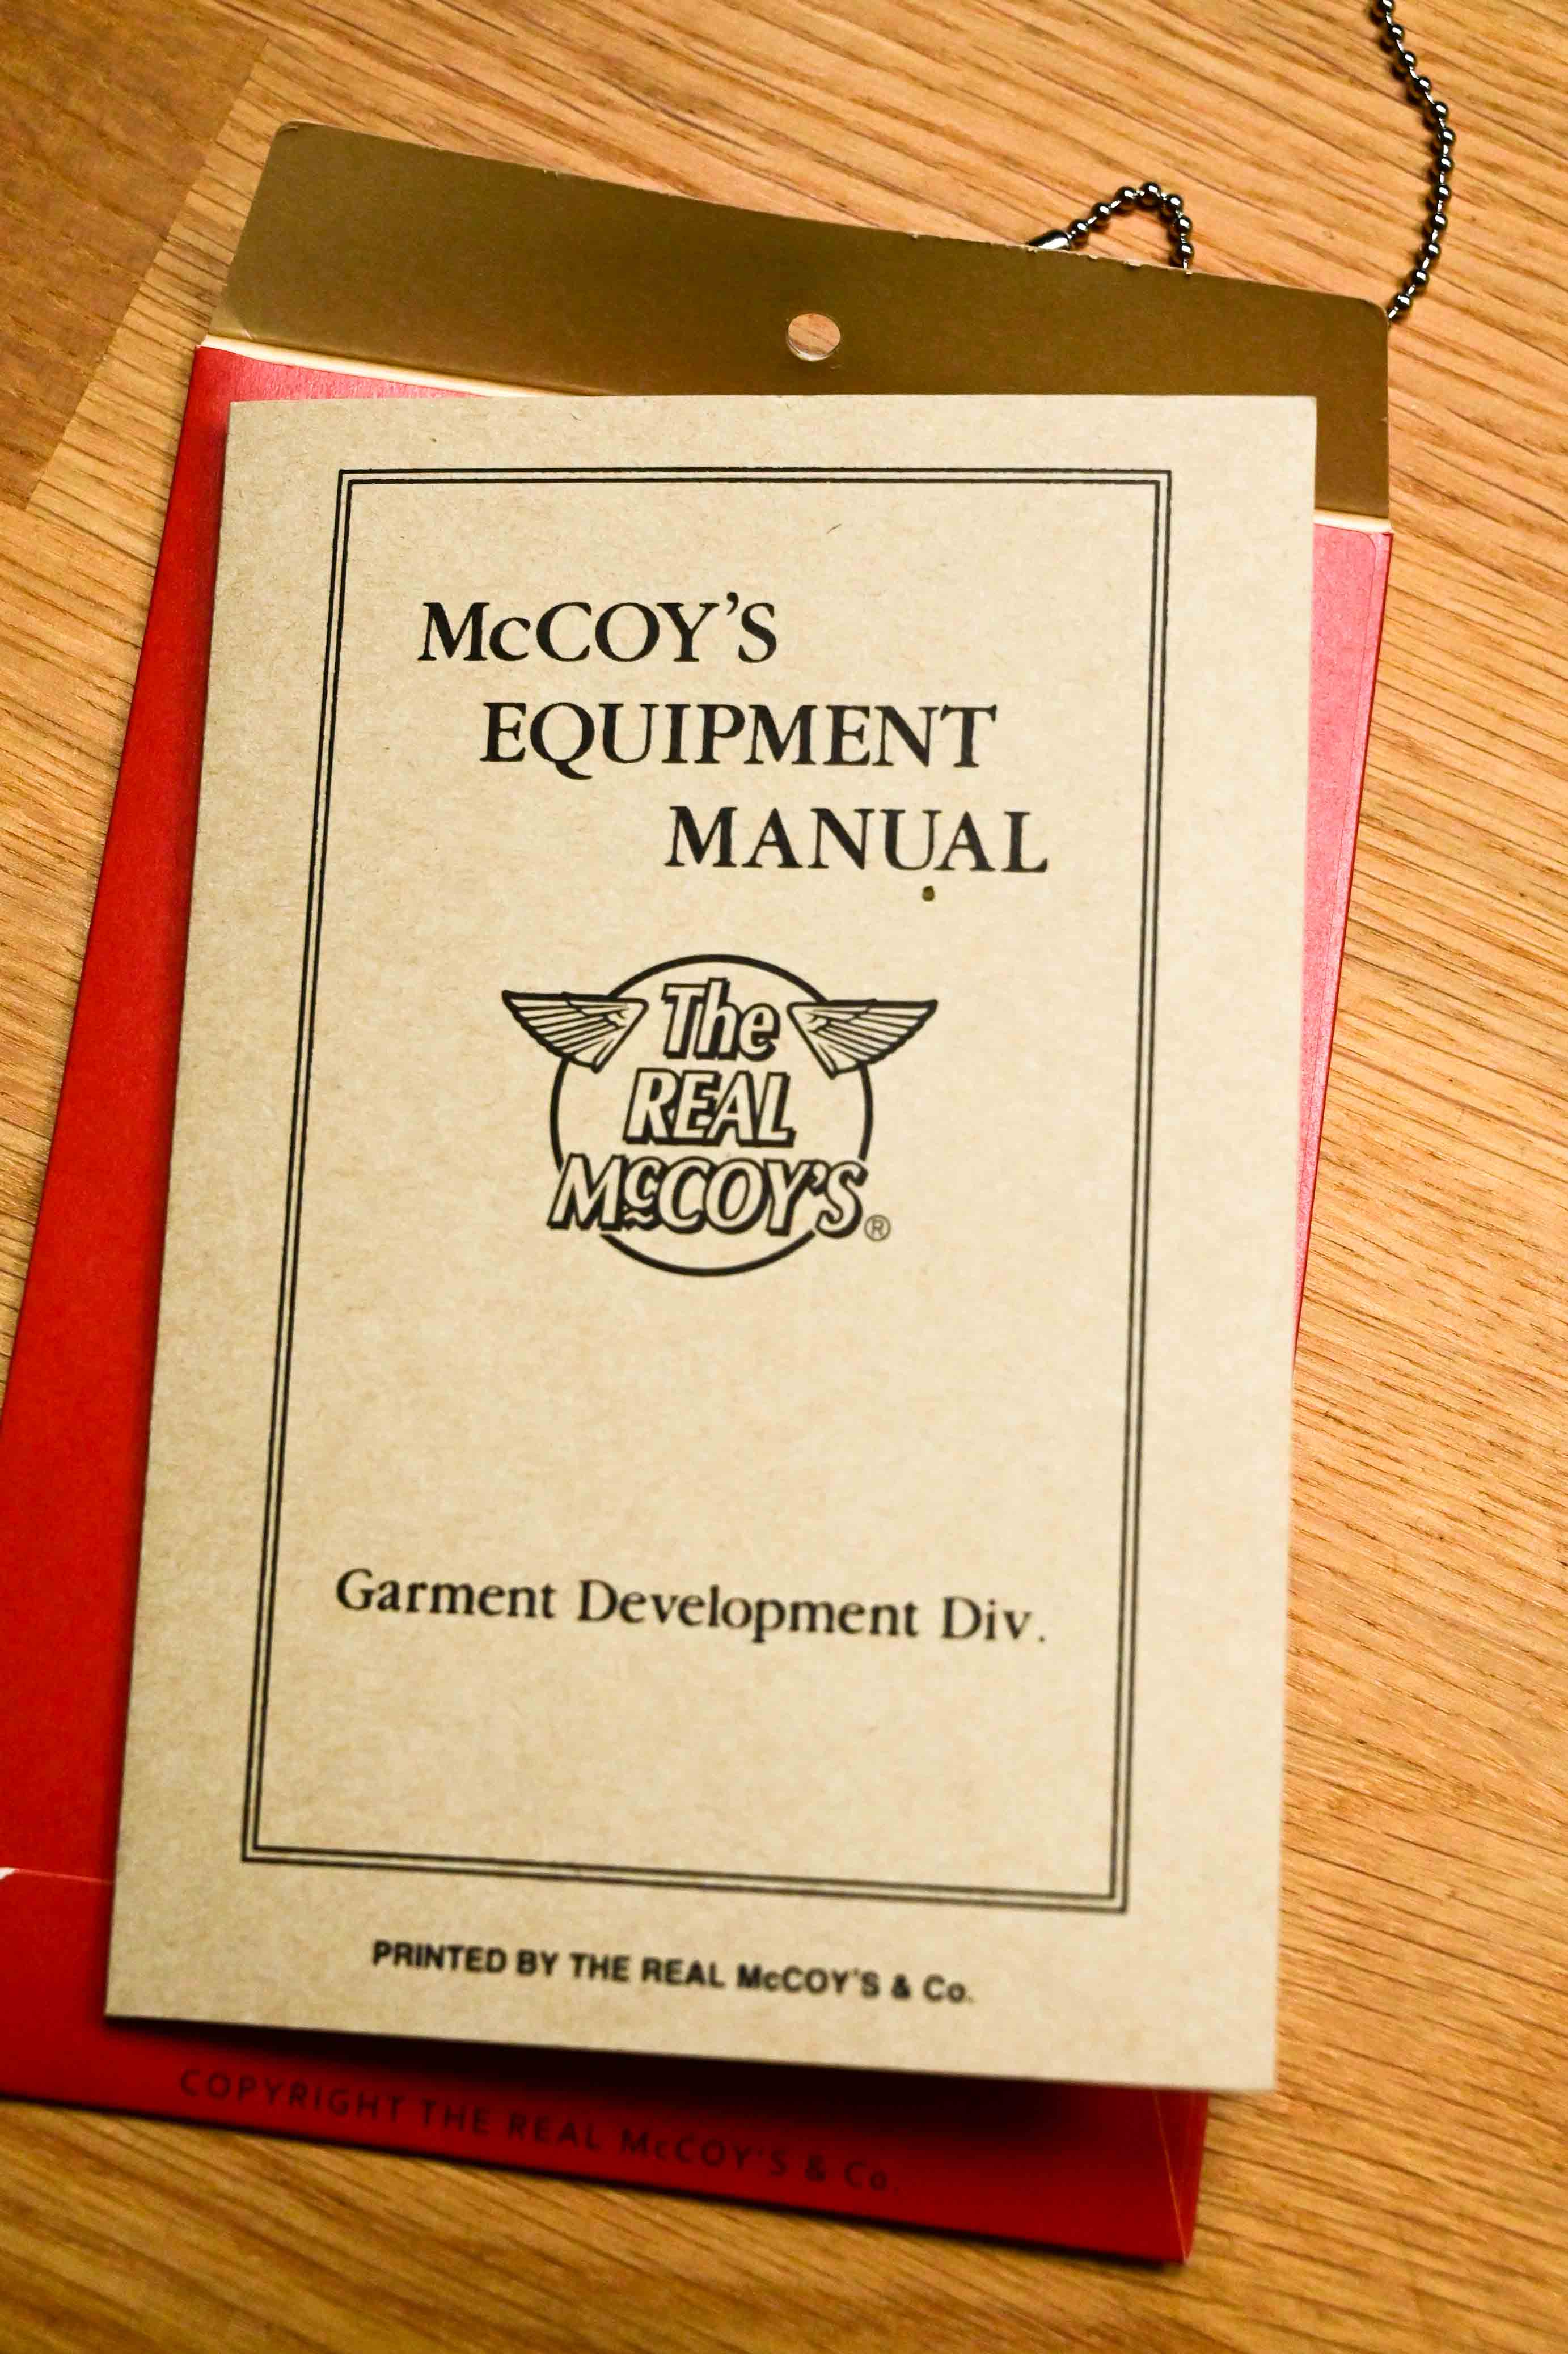 McCOY'S
EQUIPMENT
MANUAL
The
REAL
McCOY'S®
Garment Development Div.
PRINTED BY THE REAL McCOY'S & Co.
COPYRIGHT THE REAL McCOY'S & Co.